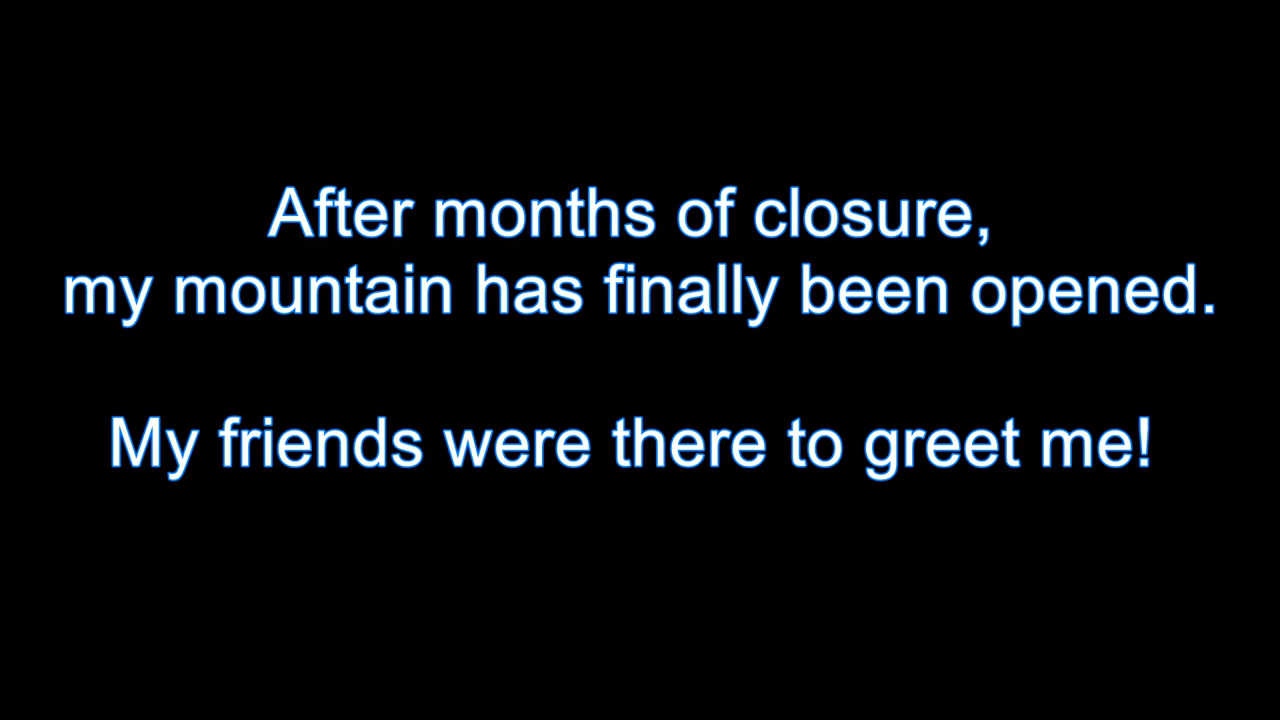 After months of closure,
my mountain has finally been opened.
My friends were there to greet me!